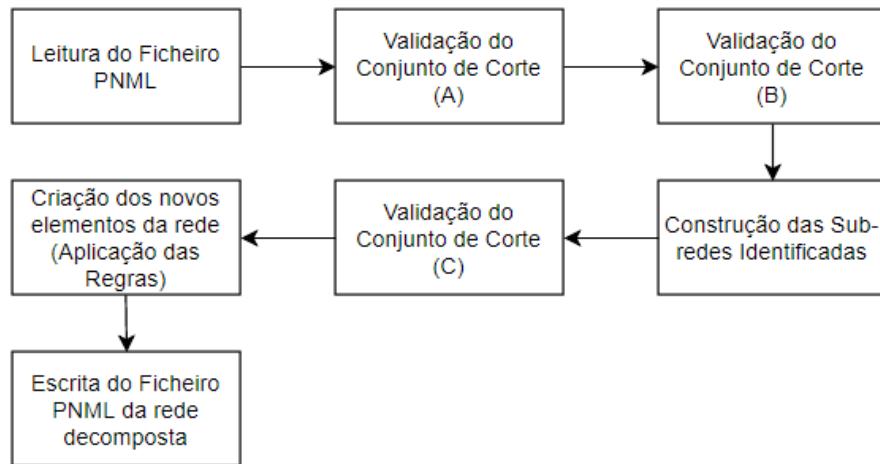 Leitura do Ficheiro
PNML
Validação do
Conjunto de Corte
(A)
Validação do
Conjunto de Corte
(B)
Construção das Sub-
redes Identificadas
Validação do
Conjunto de Corte
(C)
Criação dos novos
elementos da rede
(Aplicação das
Regras)
Escrita do Ficheiro
PNML da rede
decomposta